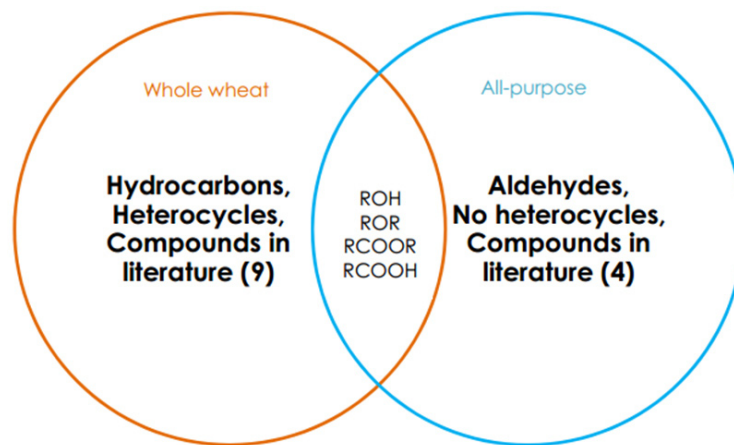 Whole wheat
All-purpose
Hydrocarbons,
Heterocycles,
Compounds in
literature (9)
ROH
ROR
RCOOR
RCOOH
Aldehydes,
No heterocycles,
Compounds in
literature (4)